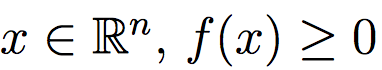 x ∈ ℝⁿ, f(x) ≥ 0